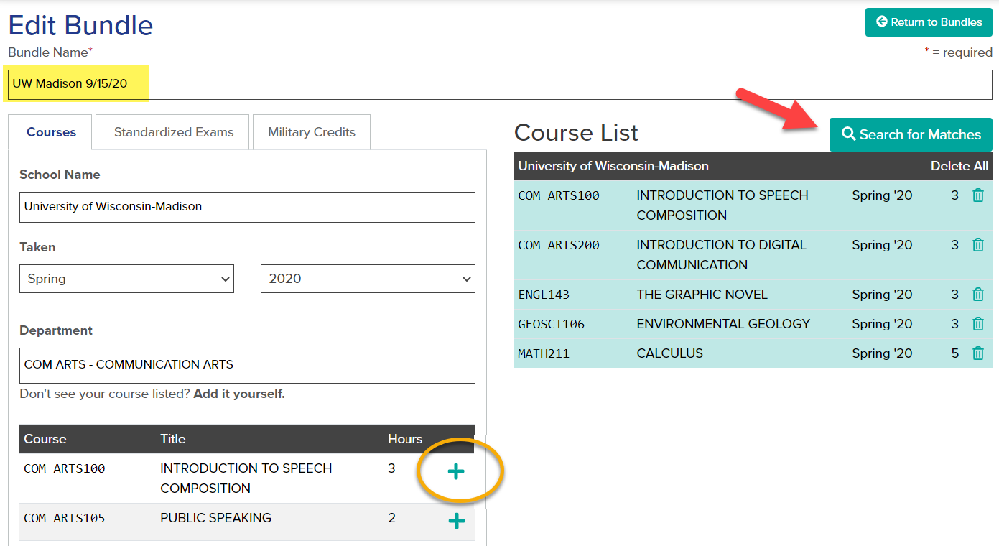 Edit Bundle
Return to Bundles
Bundle Name*
* = required
UW Madison 9/15/20
Courses
Standardized Exams
Military Credits
School Name
University of Wisconsin-Madison
Taken
Spring
2020
Department
COM ARTS - COMMUNICATION ARTS
Don't see your course listed? Add it yourself.
Course Title Hours
COM ARTS100 INTRODUCTION TO SPEECH 3
COMPOSITION
COM ARTS105 PUBLIC SPEAKING 2
Course List
Search for Matches
University of Wisconsin-Madison Delete All
COM ARTS100 INTRODUCTION TO SPEECH Spring '20 3
COMPOSITION
COM ARTS200 INTRODUCTION TO DIGITAL Spring '20 3
COMMUNICATION
ENGL143 THE GRAPHIC NOVEL Spring '20 3
GEOSCI106 ENVIRONMENTAL GEOLOGY Spring '20 3
MATH211 CALCULUS Spring '20 5